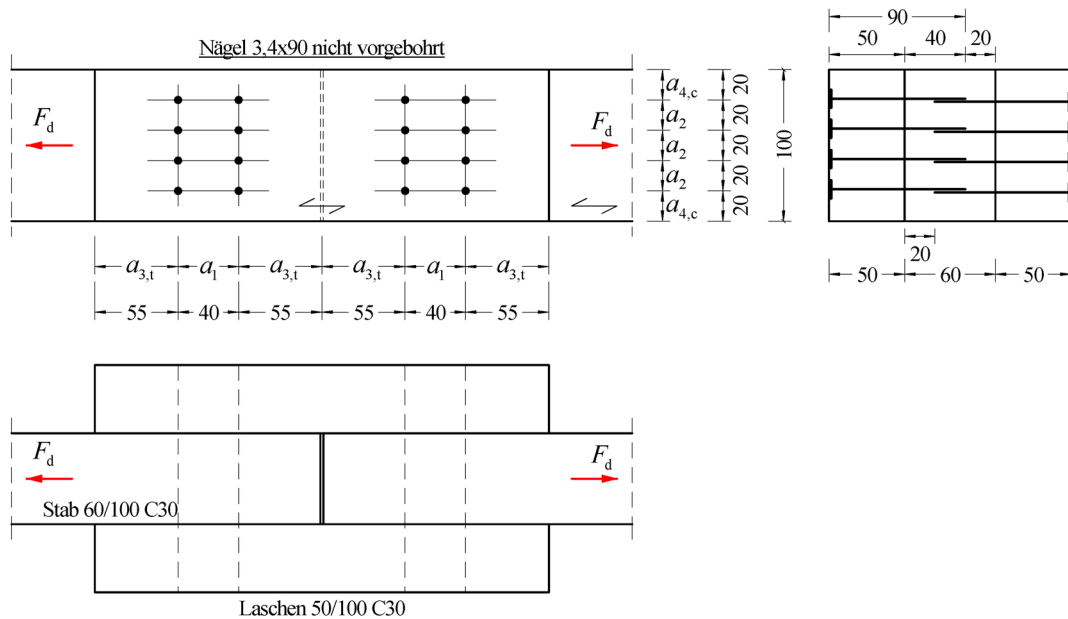 Nägel 3,4x90 nicht vorgebohrt
F_d
F_d
a_4,c
a_2
a_2
a_2
a_4,c
20
20
20
20
20
100
a_3,t a_1 a_3,t a_3,t a_1 a_3,t
55 40 55 55 40 55
90
50 40 20
20
50 60 50
F_d
F_d
Stab 60/100 C30
Laschen 50/100 C30